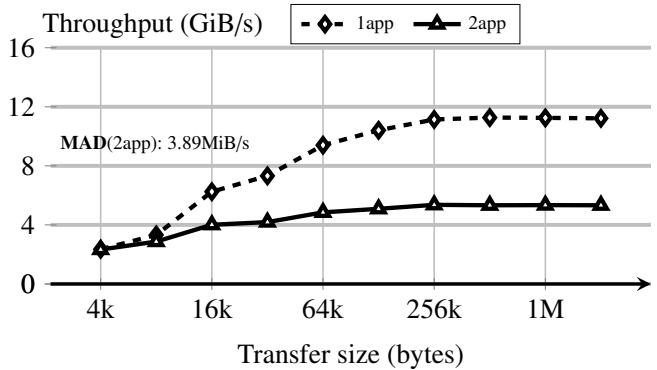 Throughput (GiB/s)
1app 2app
16
12
MAD(2app): 3.89MiB/s
8
4
0
4k 16k 64k 256k 1M
Transfer size (bytes)